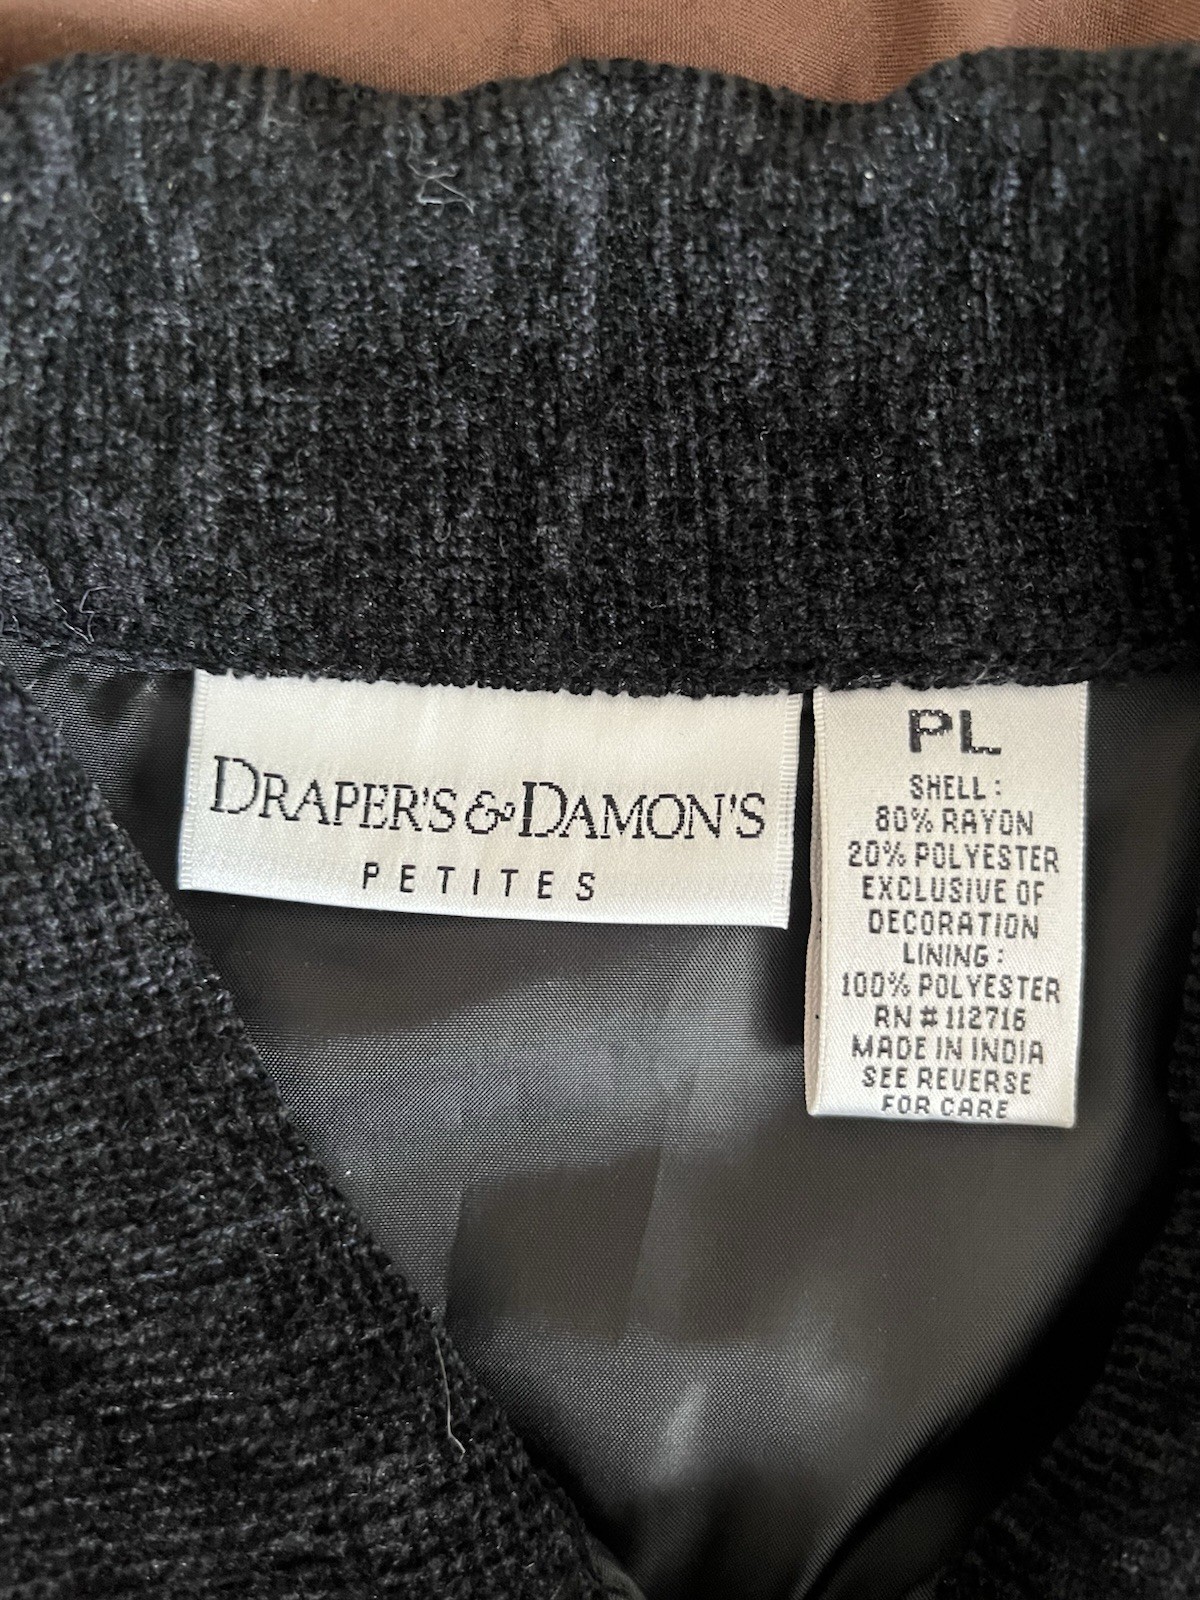 DRAPER'S & DAMON'S
PETITES
PL
SHELL:
80% RAYON
20% POLYESTER
EXCLUSIVE OF
DECORATION
LINING:
100% POLYESTER
RN # 112716
MADE IN INDIA
SEE REVERSE
FOR CARE